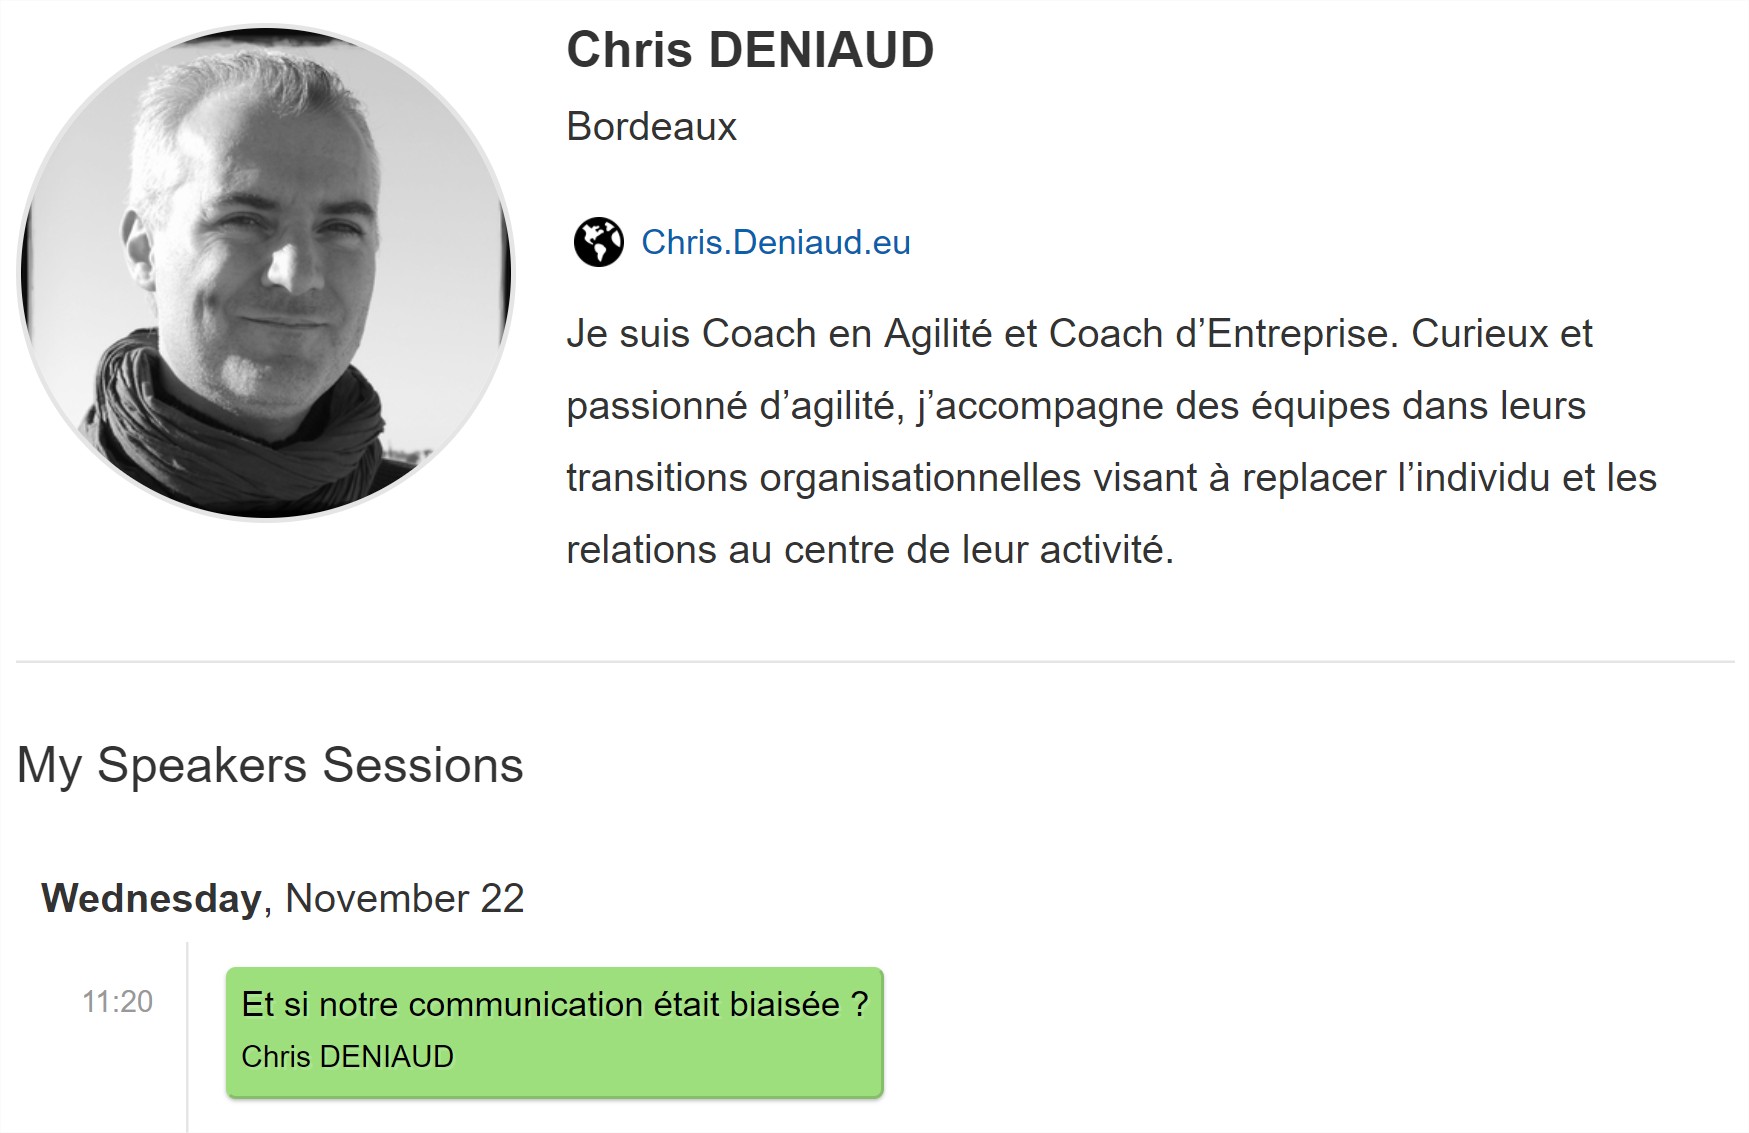 Chris DENIAUD
Bordeaux
Chris.Deniaud.eu
Je suis Coach en Agilité et Coach d’Entreprise. Curieux et
passionné d’agilité, j’accompagne des équipes dans leurs
transitions organisationnelles visant à replacer l’individu et les
relations au centre de leur activité.
My Speakers Sessions
Wednesday, November 22
11:20
Et si notre communication était biaisée ?
Chris DENIAUD